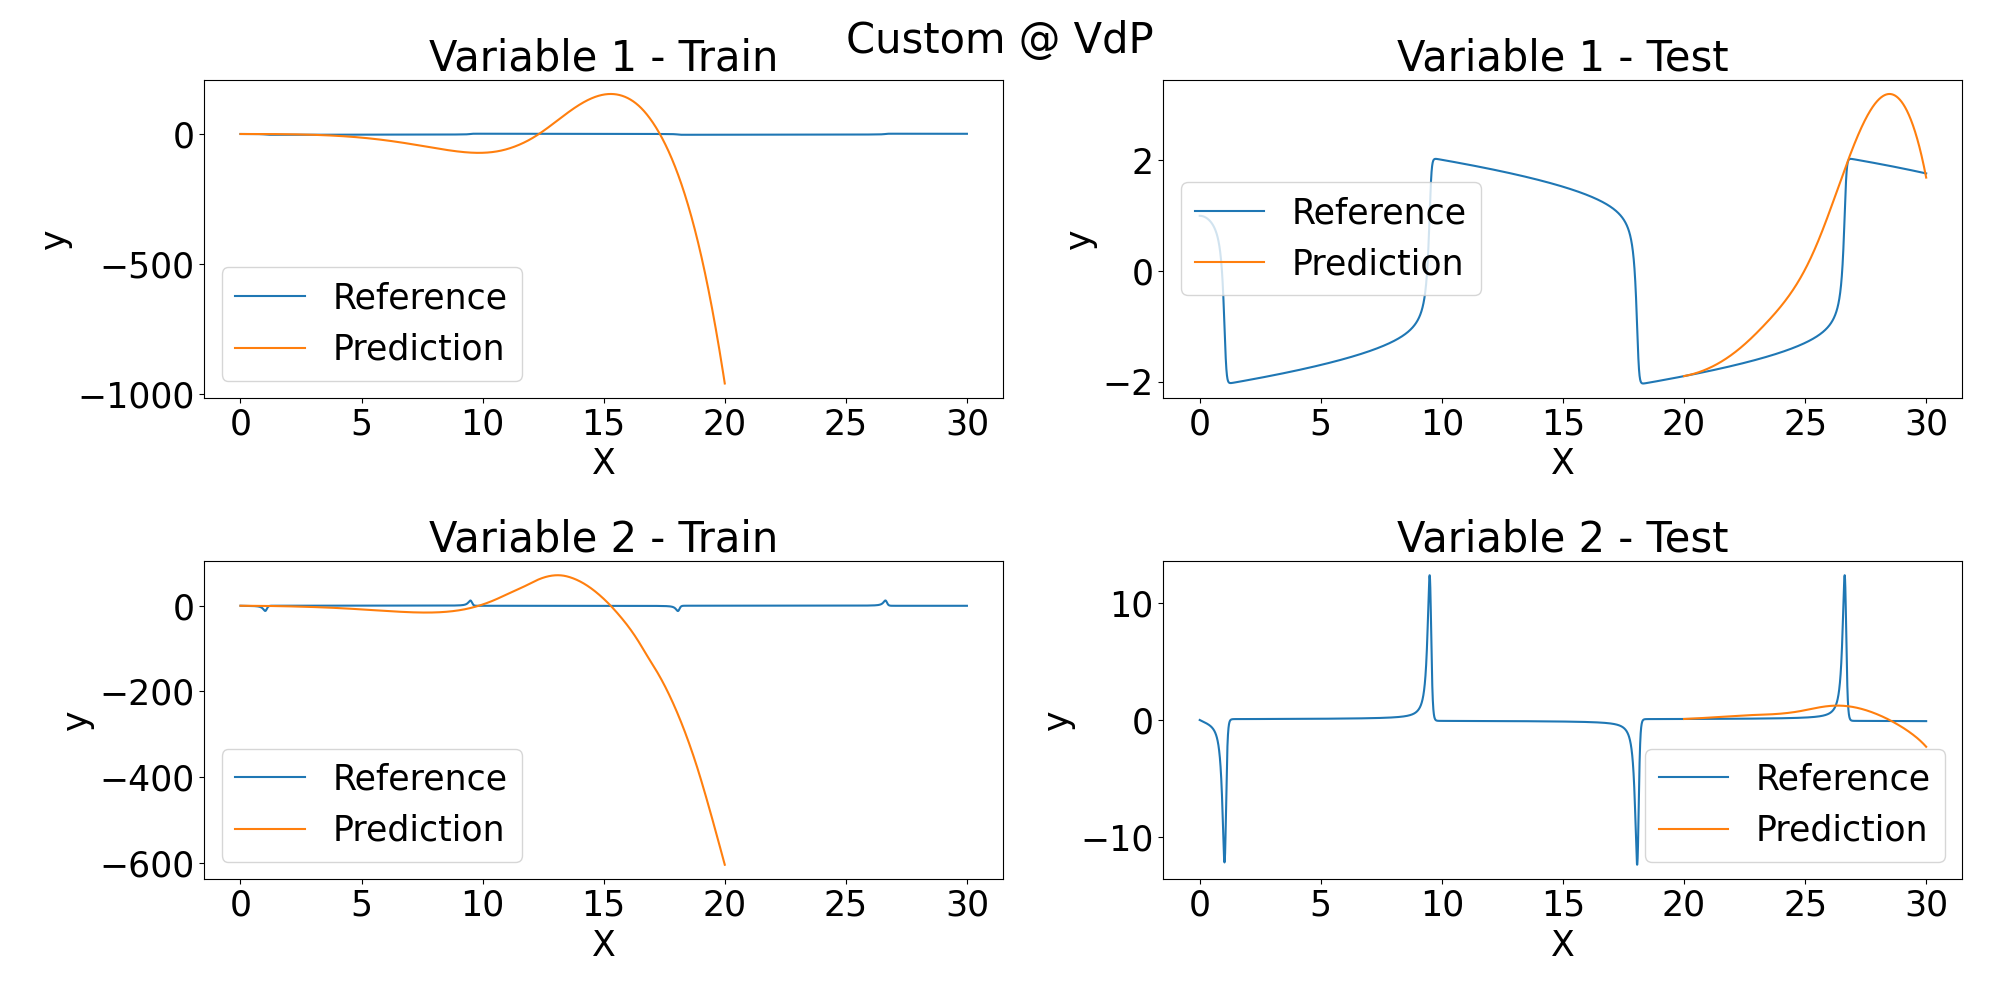 Custom @ VdP
Variable 1 - Train
y
0
−500
−1000
Reference
Prediction
0 5 10 15 20 25 30
X
Variable 1 - Test
y
2
0
−2
Reference
Prediction
0 5 10 15 20 25 30
X
Variable 2 - Train
y
0
−200
−400
−600
Reference
Prediction
0 5 10 15 20 25 30
X
Variable 2 - Test
y
10
0
−10
Reference
Prediction
0 5 10 15 20 25 30
X